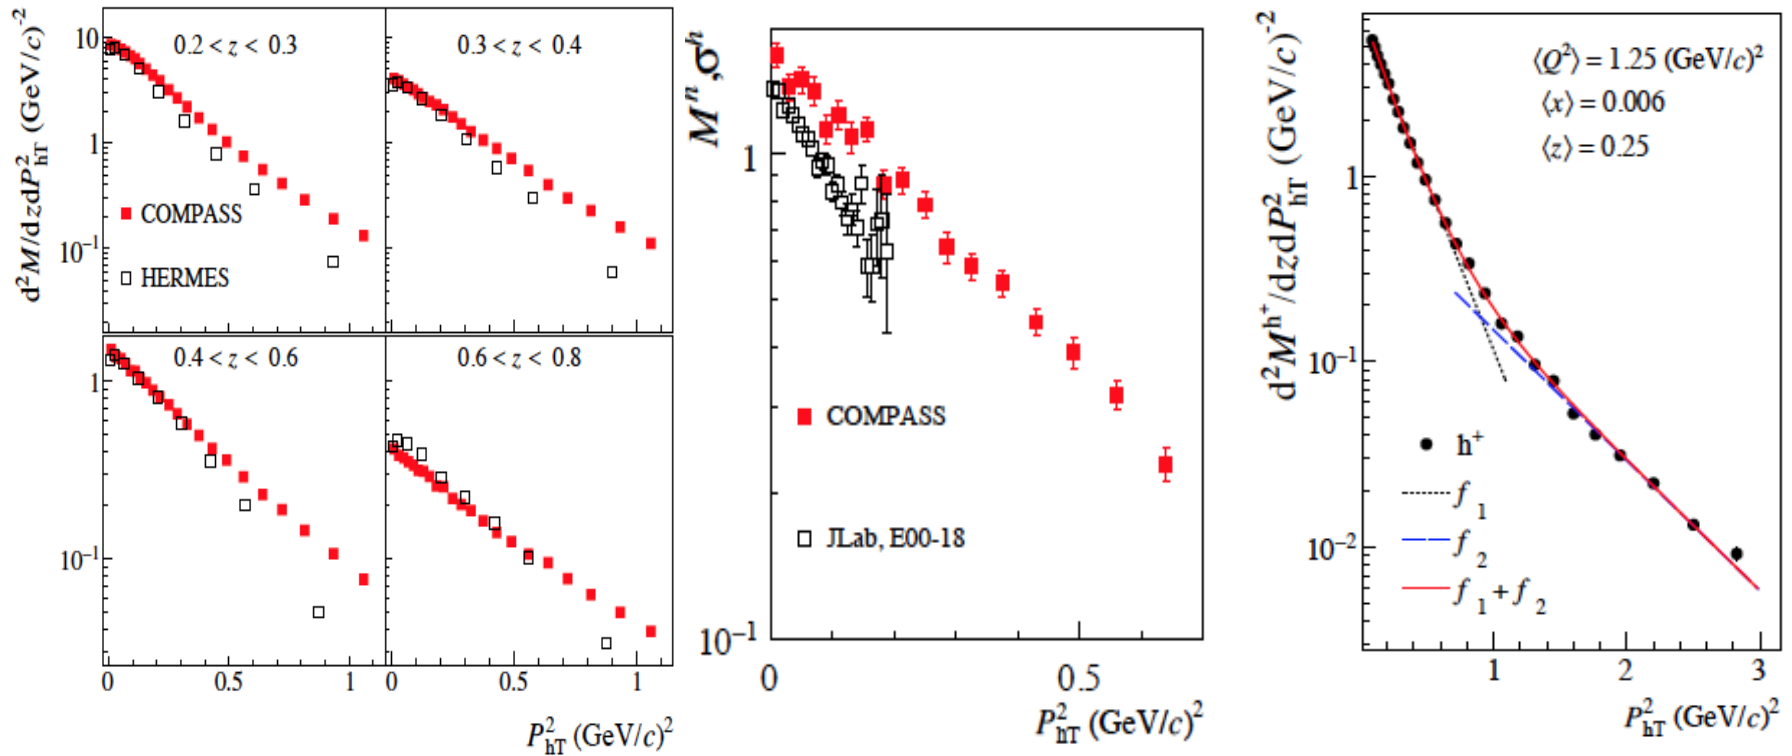 d²M/dzdP²hT (GeV/c)⁻²
0.2 < z < 0.3
0.3 < z < 0.4
10
1
10⁻¹
COMPASS
HERMES
0.4 < z < 0.6
0.6 < z < 0.8
1
10⁻¹
0 0.5 1
0 0.5 1
P²hT (GeV/c)²
Mⁿ,σʰ
1
10⁻¹
COMPASS
JLab, E00-18
0 0.5
P²hT (GeV/c)²
d²Mʰ⁺/dzdP²hT (GeV/c)⁻²
⟨Q²⟩ = 1.25 (GeV/c)²
⟨x⟩ = 0.006
⟨z⟩ = 0.25
1
10⁻¹
10⁻²
h⁺
f₁
f₂
f₁ + f₂
1 2 3
P²hT (GeV/c)²